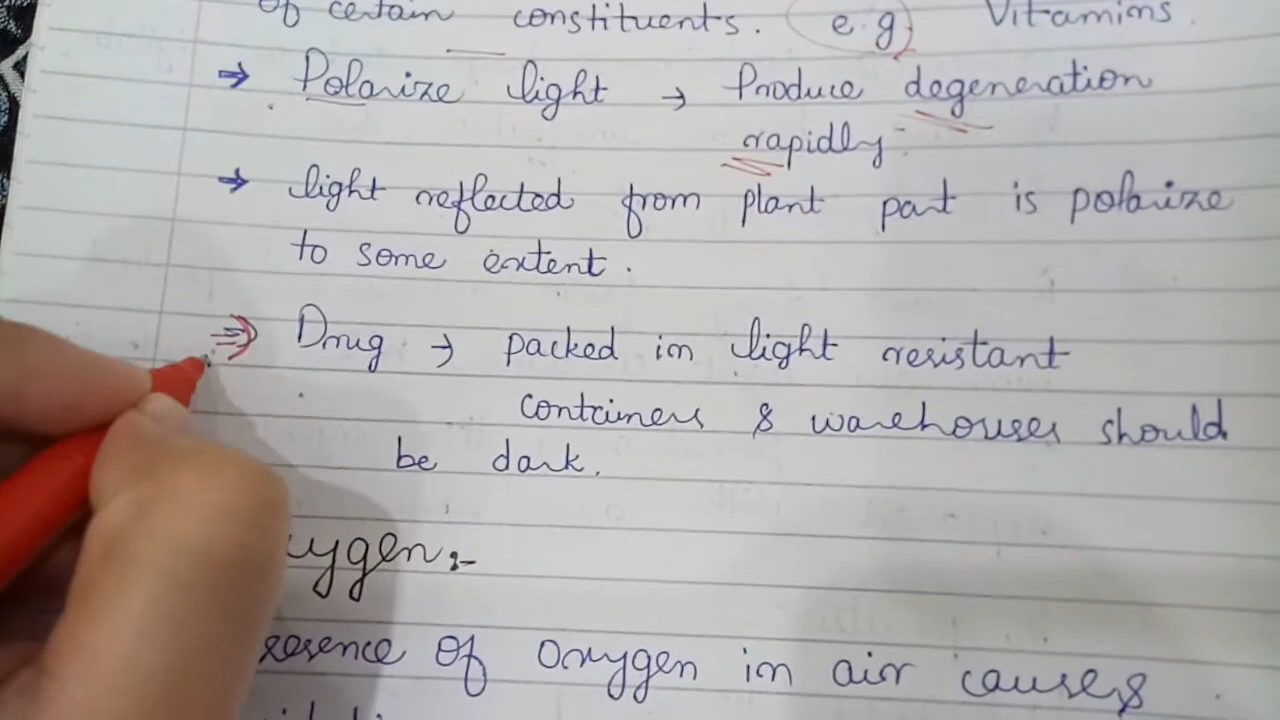 of certain constituents. e.g) Vitamins.
⇒ Polarize light → Produce degeneration
rapidly
⇒ light reflected from plant part is polarize
to some extent.
⇒ Drug → packed in light resistant
containers & warehouses should
be dark.
ygen:-
resence of oxygen in air causes